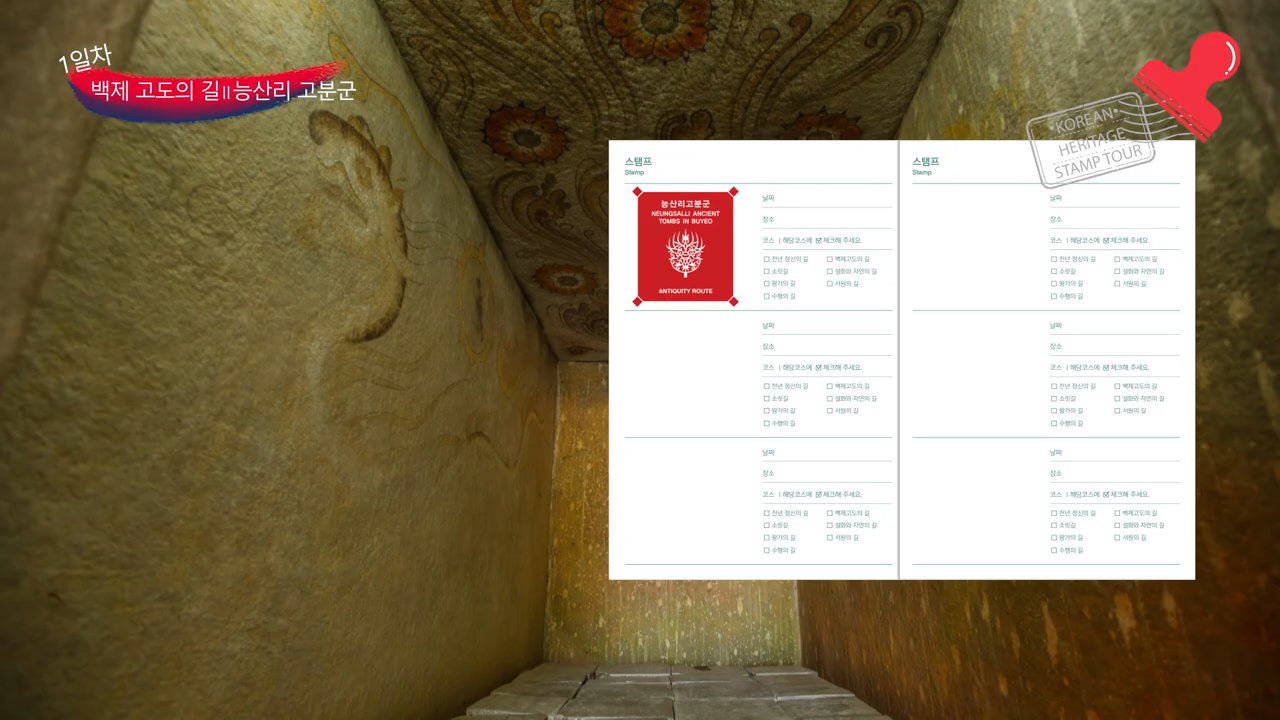 1일차
백제 고도의 길॥능산리 고분군
KOREAN
HERITAGE
STAMP TOUR
스탬프
Stamp
능산리고분군
NEUNGSALLI ANCIENT
TOMBS IN BUYEO
ANTIQUITY ROUTE
날짜
장소
코스 | 해당코스에 ☑ 체크해 주세요.
☐ 천년 정신의 길 ☐ 백제고도의 길
☐ 소릿길 ☐ 설화와 자연의 길
☐ 왕가의 길 ☐ 서원의 길
☐ 수행의 길
날짜
장소
코스 | 해당코스에 ☑ 체크해 주세요.
☐ 천년 정신의 길 ☐ 백제고도의 길
☐ 소릿길 ☐ 설화와 자연의 길
☐ 왕가의 길 ☐ 서원의 길
☐ 수행의 길
날짜
장소
코스 | 해당코스에 ☑ 체크해 주세요.
☐ 천년 정신의 길 ☐ 백제고도의 길
☐ 소릿길 ☐ 설화와 자연의 길
☐ 왕가의 길 ☐ 서원의 길
☐ 수행의 길
스탬프
Stamp
날짜
장소
코스 | 해당코스에 ☑ 체크해 주세요.
☐ 천년 정신의 길 ☐ 백제고도의 길
☐ 소릿길 ☐ 설화와 자연의 길
☐ 왕가의 길 ☐ 서원의 길
☐ 수행의 길
날짜
장소
코스 | 해당코스에 ☑ 체크해 주세요.
☐ 천년 정신의 길 ☐ 백제고도의 길
☐ 소릿길 ☐ 설화와 자연의 길
☐ 왕가의 길 ☐ 서원의 길
☐ 수행의 길
날짜
장소
코스 | 해당코스에 ☑ 체크해 주세요.
☐ 천년 정신의 길 ☐ 백제고도의 길
☐ 소릿길 ☐ 설화와 자연의 길
☐ 왕가의 길 ☐ 서원의 길
☐ 수행의 길